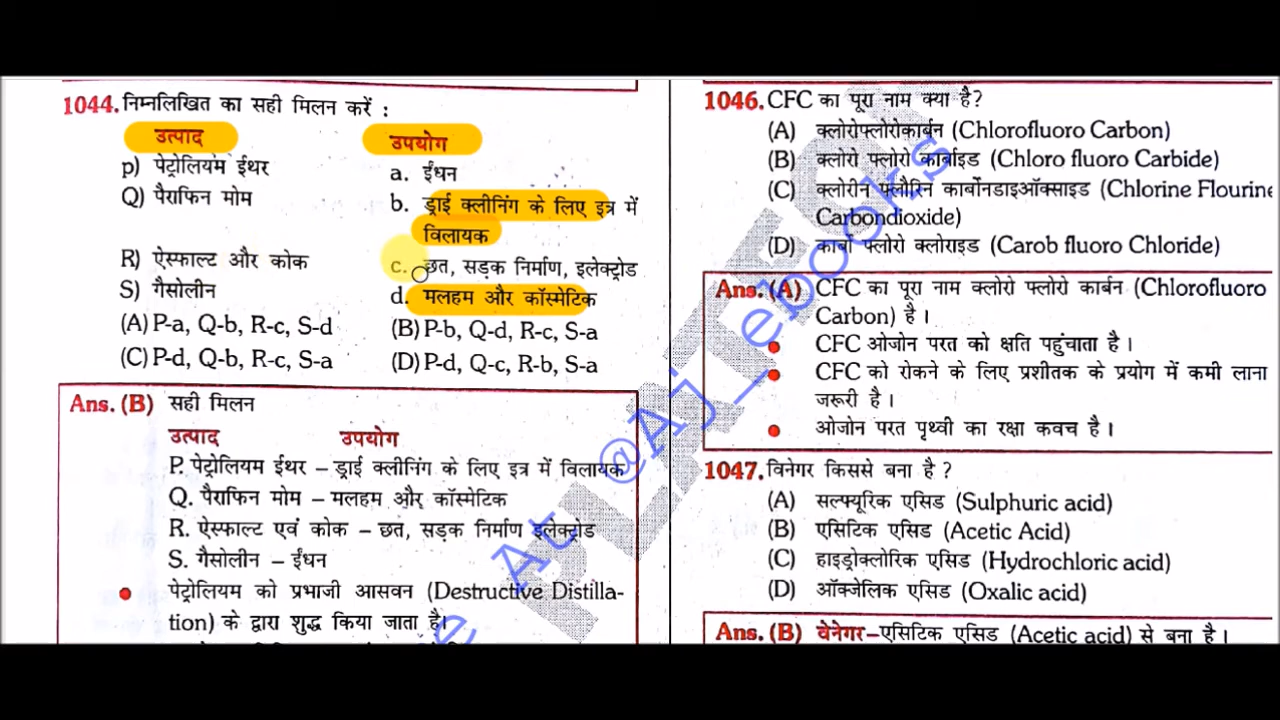 1044. निम्नलिखित का सही मिलन करें :
उत्पाद उपयोग
p) पेट्रोलियम ईथर a. ईंधन
Q) पैराफिन मोम b. ड्राई क्लीनिंग के लिए इत्र में
विलायक
R) ऐस्फाल्ट और कोक c. छत, सड़क निर्माण, इलेक्ट्रोड
S) गैसोलीन d. मलहम और कॉस्मेटिक
(A) P-a, Q-b, R-c, S-d (B) P-b, Q-d, R-c, S-a
(C) P-d, Q-b, R-c, S-a (D) P-d, Q-c, R-b, S-a
Ans. (B) सही मिलन
उत्पाद उपयोग
P. पेट्रोलियम ईथर – ड्राई क्लीनिंग के लिए इत्र में विलायक
Q. पैराफिन मोम – मलहम और कॉस्मेटिक
R. ऐस्फाल्ट एवं कोक – छत, सड़क निर्माण इलेक्ट्रोड
S. गैसोलीन – ईंधन
● पेट्रोलियम को प्रभाजी आसवन (Destructive Distilla-
tion) के द्वारा शुद्ध किया जाता है।
1046. CFC का पूरा नाम क्या है?
(A) क्लोरोफ्लोरोकार्बन (Chlorofluoro Carbon)
(B) क्लोरो फ्लोरो कार्बाइड (Chloro fluoro Carbide)
(C) क्लोरीन फ्लौरिन कार्बोनडाइऑक्साइड (Chlorine Flourine
Carbondioxide)
(D) कार्बो फ्लोरो क्लोराइड (Carob fluoro Chloride)
Ans. (A) CFC का पूरा नाम क्लोरो फ्लोरो कार्बन (Chlorofluoro
Carbon) है।
● CFC ओजोन परत को क्षति पहुंचाता है।
● CFC को रोकने के लिए प्रशीतक के प्रयोग में कमी लाना
जरूरी है।
● ओजोन परत पृथ्वी का रक्षा कवच है।
1047. विनेगर किससे बना है ?
(A) सल्फ्यूरिक एसिड (Sulphuric acid)
(B) एसिटिक एसिड (Acetic Acid)
(C) हाइड्रोक्लोरिक एसिड (Hydrochloric acid)
(D) ऑक्जेलिक एसिड (Oxalic acid)
Ans. (B) वेनेगर–एसिटिक एसिड (Acetic acid) से बना है।
At @Aj_ebooks